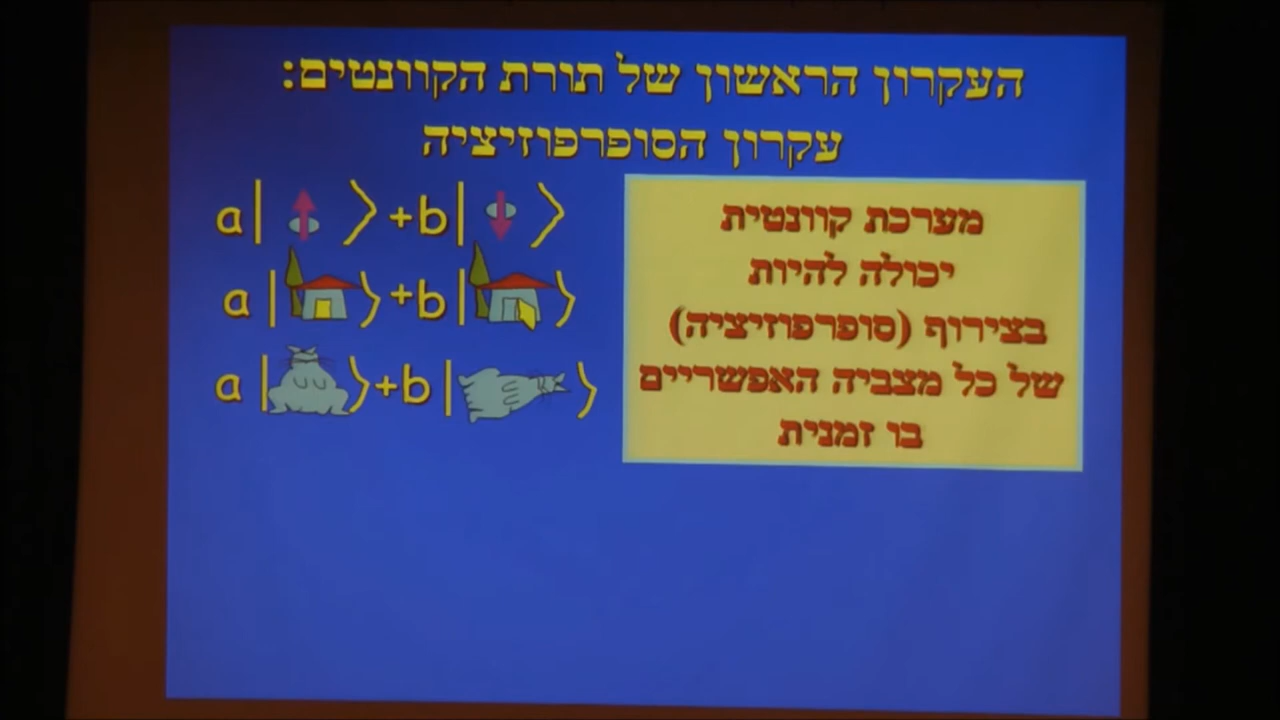 העקרון הראשון של תורת הקוונטים:
עקרון הסופרפוזיציה
מערכת קוונטית
יכולה להיות
בצירוף (סופרפוזיציה)
של כל מצביה האפשריים
בו זמנית
a| ⟩+b| ⟩
a| ⟩+b| ⟩
a| ⟩+b| ⟩